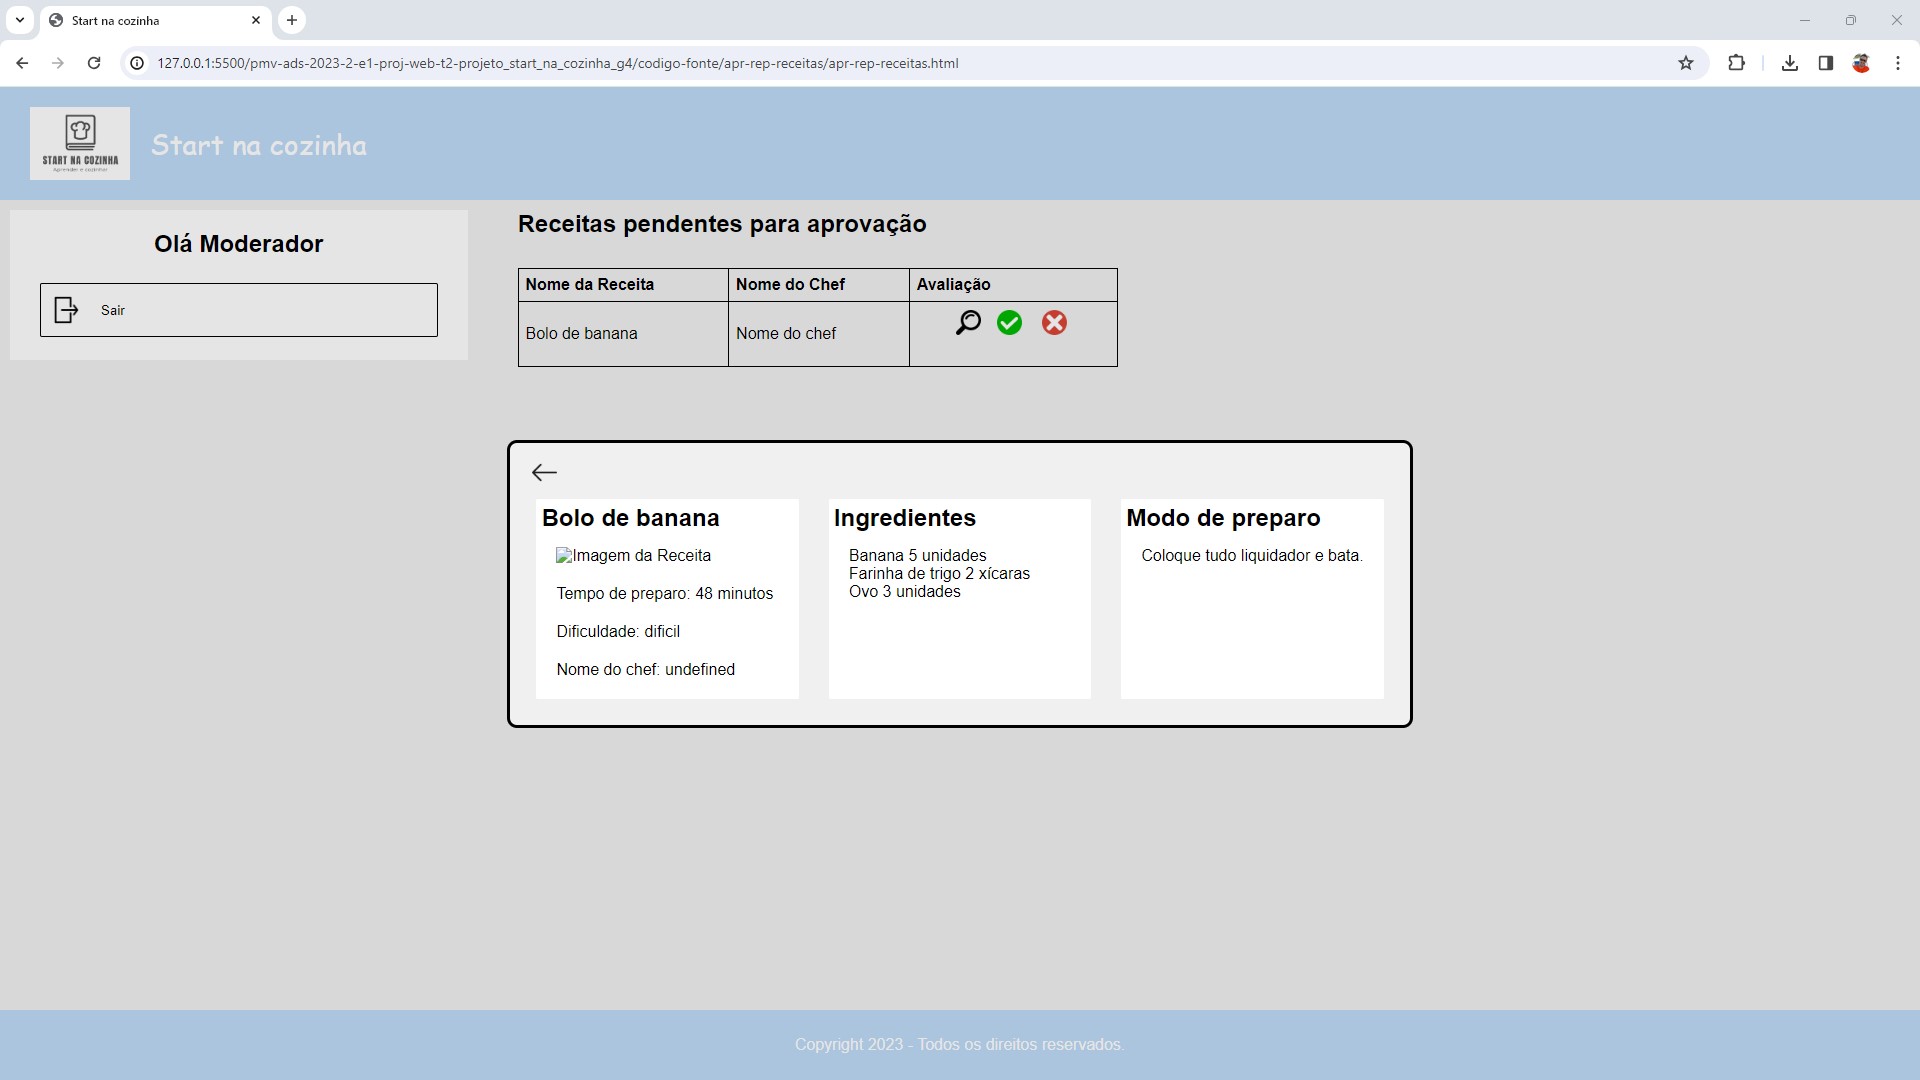 Start na cozinha
127.0.0.1:5500/pmv-ads-2023-2-e1-proj-web-t2-projeto_start_na_cozinha_g4/codigo-fonte/apr-rep-receitas/apr-rep-receitas.html
START NA COZINHA
Aprender e cozinhar
Start na cozinha
Olá Moderador
Sair
Receitas pendentes para aprovação
Nome da Receita Nome do Chef Avaliação
Bolo de banana Nome do chef
Bolo de banana
Imagem da Receita
Tempo de preparo: 48 minutos
Dificuldade: dificil
Nome do chef: undefined
Ingredientes
Banana 5 unidades
Farinha de trigo 2 xícaras
Ovo 3 unidades
Modo de preparo
Coloque tudo liquidador e bata.
Copyright 2023 - Todos os direitos reservados.